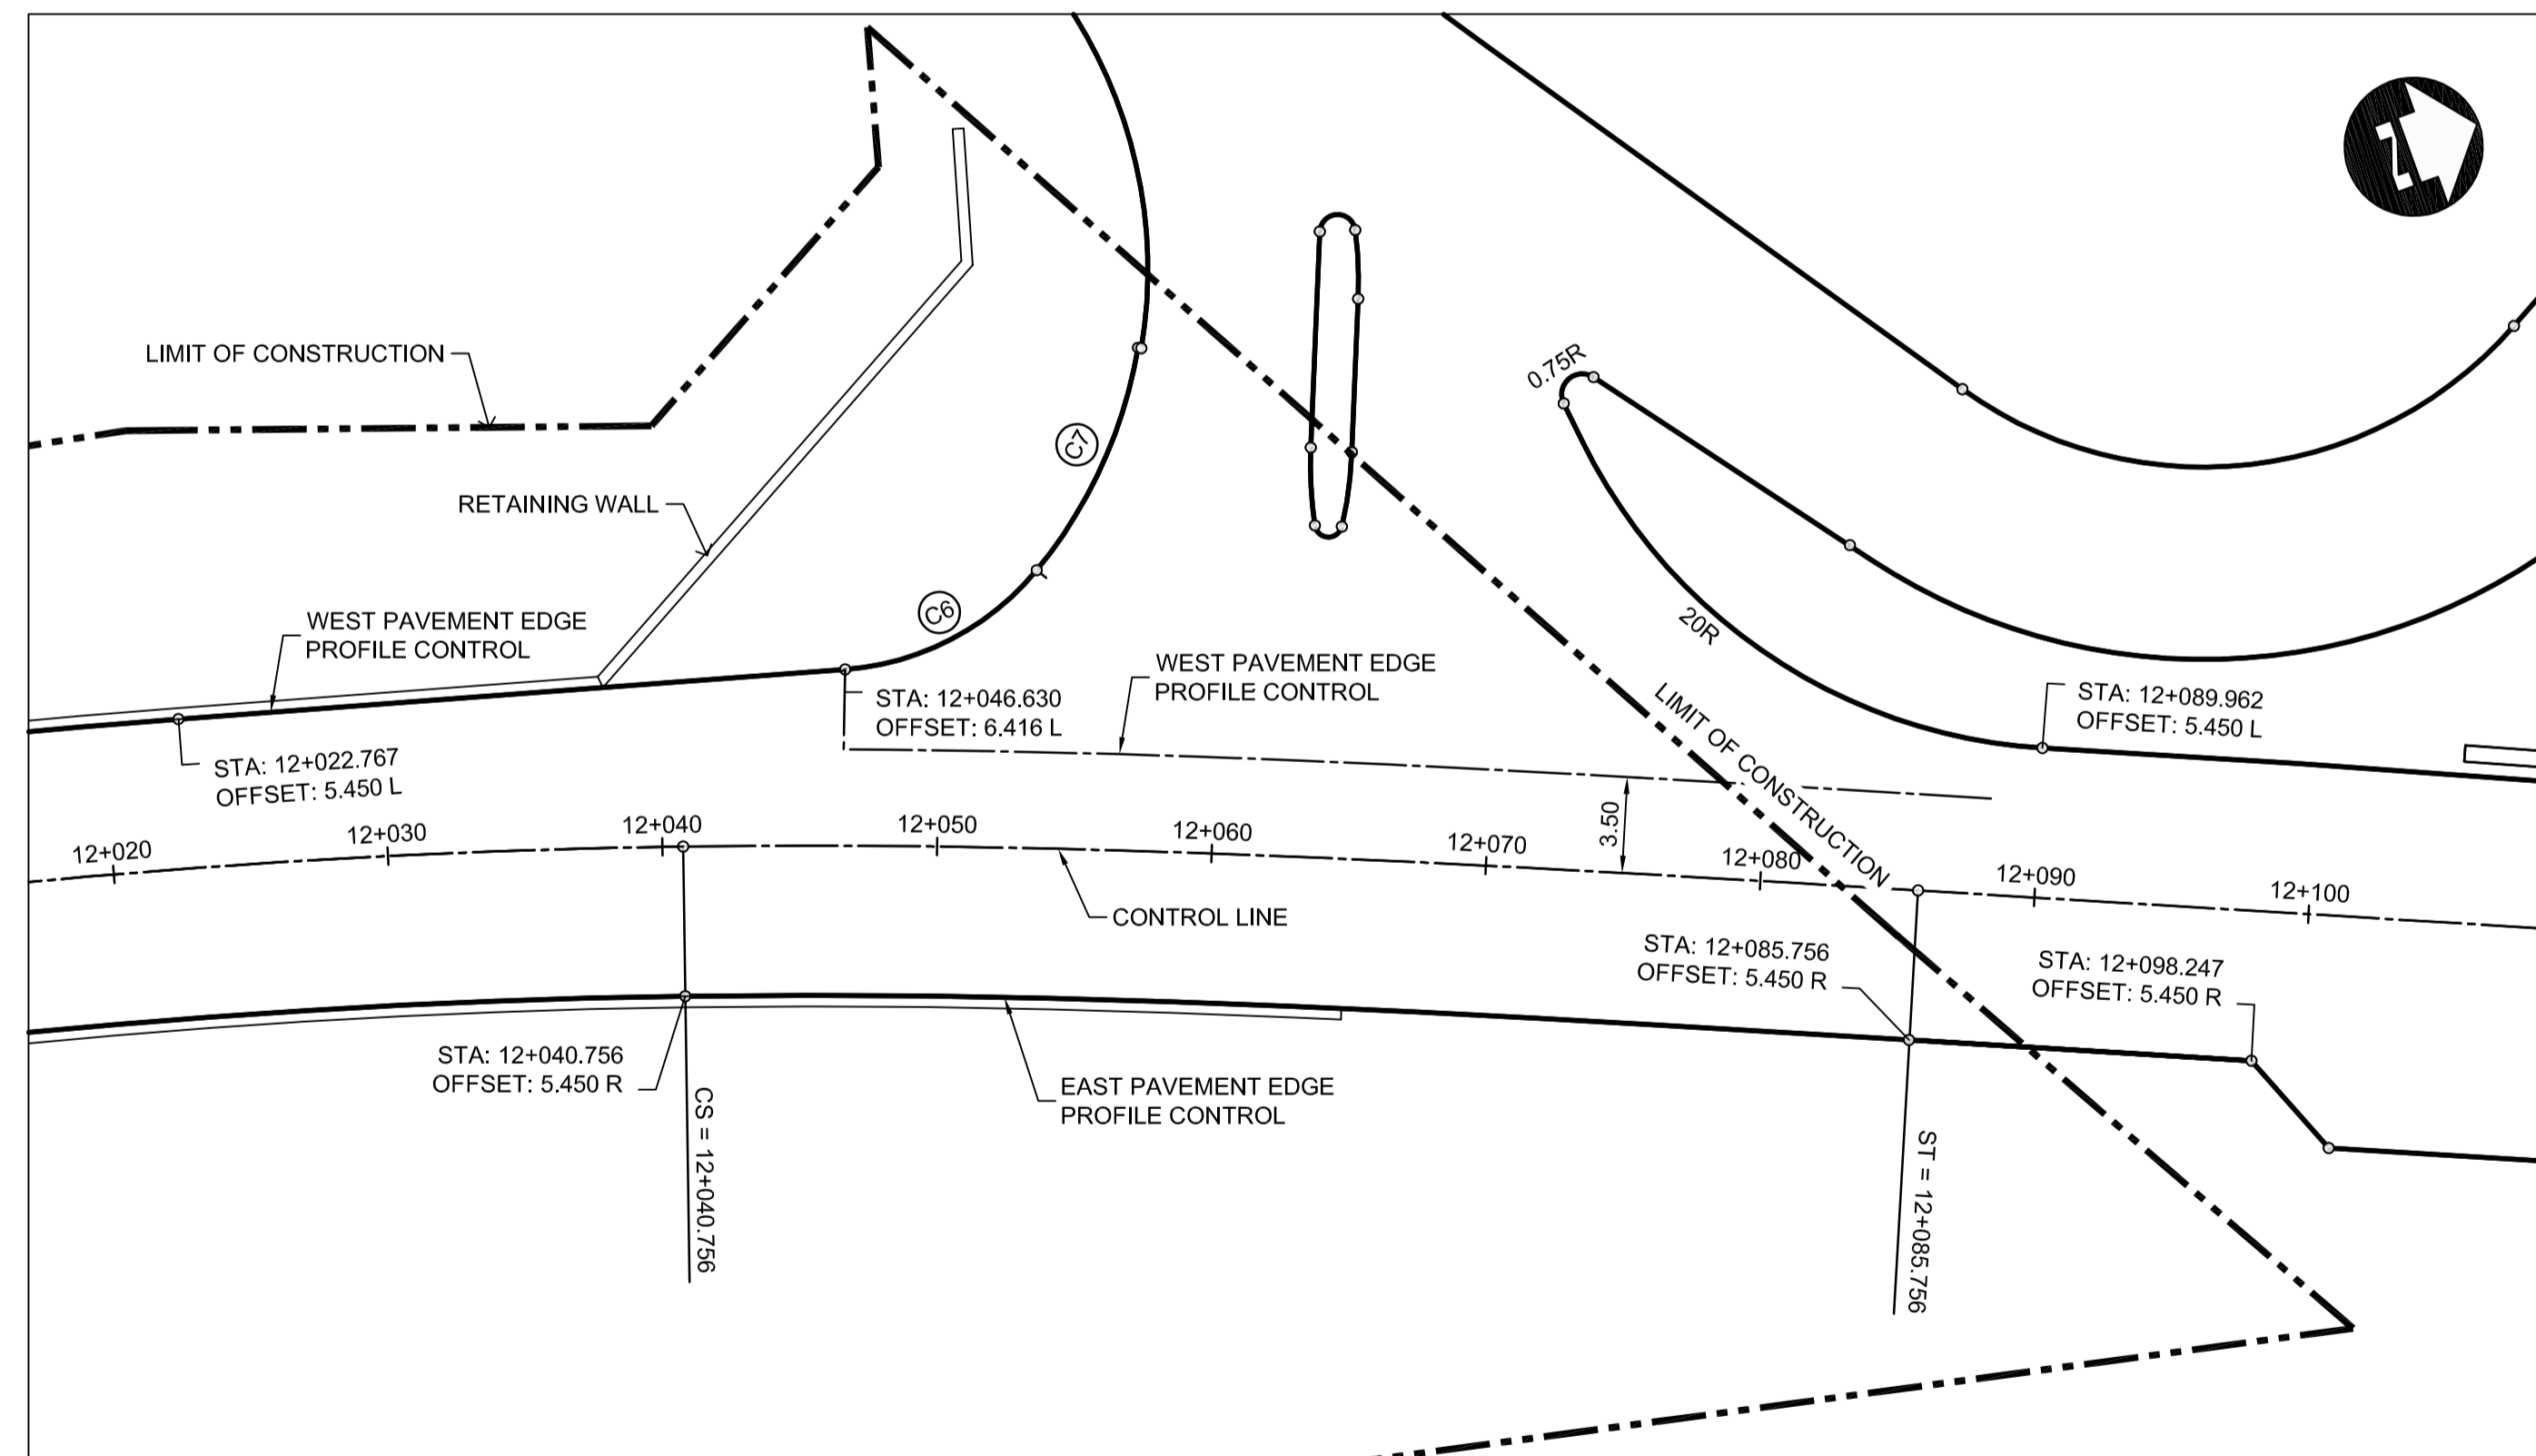 N
0.75R
LIMIT OF CONSTRUCTION
C7
RETAINING WALL
C6
20R
WEST PAVEMENT EDGE
PROFILE CONTROL
WEST PAVEMENT EDGE
PROFILE CONTROL
STA: 12+046.630
OFFSET: 6.416 L
STA: 12+089.962
OFFSET: 5.450 L
STA: 12+022.767
OFFSET: 5.450 L
LIMIT OF CONSTRUCTION
3.50
12+020
12+030
12+040
12+050
12+060
12+070
12+080
12+090
12+100
CONTROL LINE
STA: 12+085.756
OFFSET: 5.450 R
STA: 12+098.247
OFFSET: 5.450 R
STA: 12+040.756
OFFSET: 5.450 R
EAST PAVEMENT EDGE
PROFILE CONTROL
CS = 12+040.756
ST = 12+085.756